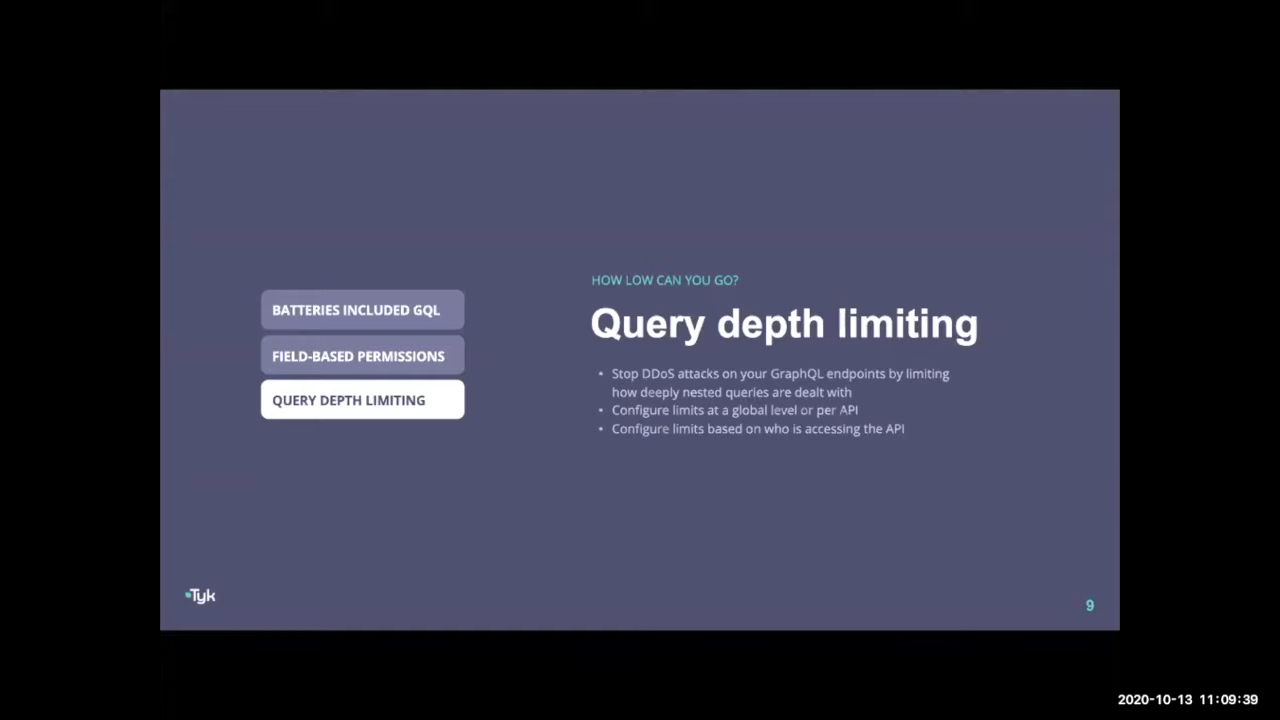 BATTERIES INCLUDED GQL
FIELD-BASED PERMISSIONS
QUERY DEPTH LIMITING
HOW LOW CAN YOU GO?
Query depth limiting
• Stop DDoS attacks on your GraphQL endpoints by limiting
how deeply nested queries are dealt with
• Configure limits at a global level or per API
• Configure limits based on who is accessing the API
Tyk
9
2020-10-13 11:09:39